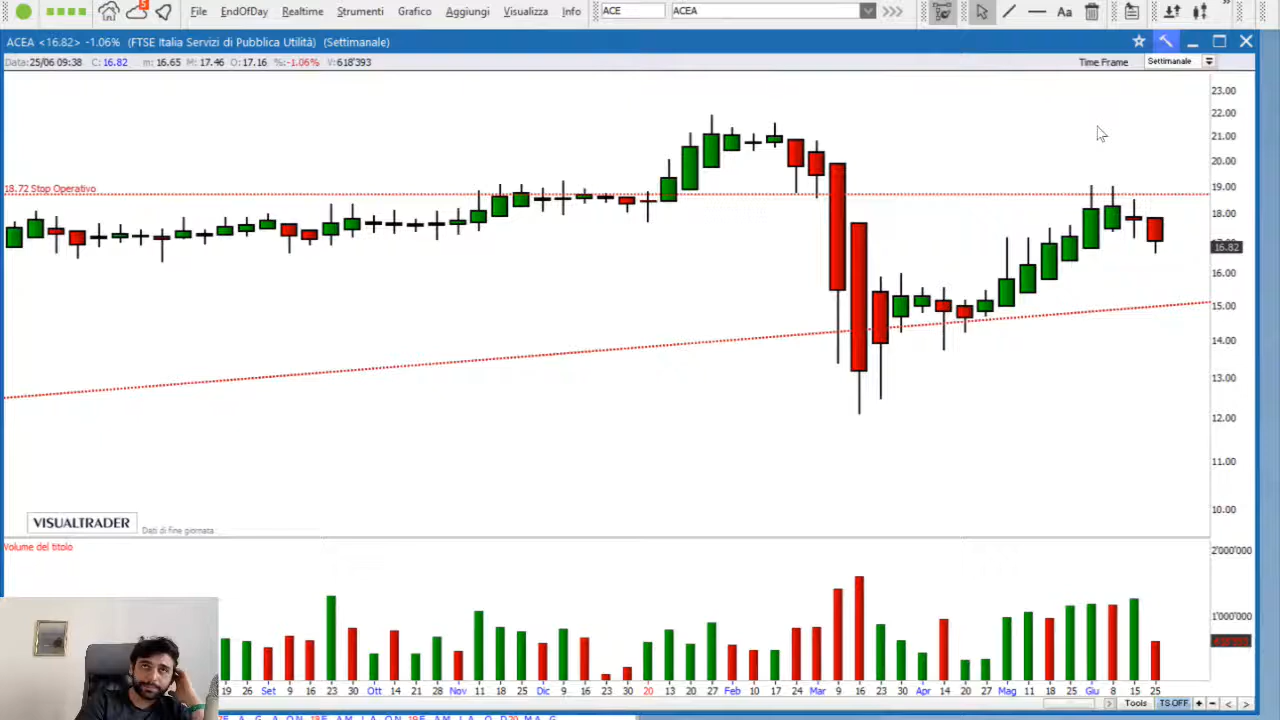 5
File EndOfDay Realtime Strumenti Grafico Aggiungi Visualizza Info ACE ACEA Aa
ACEA <16.82> -1.06% (FTSE Italia Servizi di Pubblica Utilità) (Settimanale)
Data:25/06 09:38 C: 16.82 m: 16.65 M: 17.46 O: 17.16 %:-1.06% V:618'393 Time Frame Settimanale
23.00
22.00
21.00
20.00
18.72 Stop Operativo
19.00
18.00
16.82
16.00
15.00
14.00
13.00
12.00
11.00
10.00
VISUALTRADER Dati di fine giornata
Volume del titolo
2'000'000
1'000'000
19 26 Set 9 16 23 30 Ott 14 21 28 Nov 11 18 25 Dic 9 16 23 30 20 13 20 27 Feb 10 17 24 Mar 9 16 23 30 Apr 14 20 27 Mag 11 18 25 Giu 8 15 25
Tools TS OFF